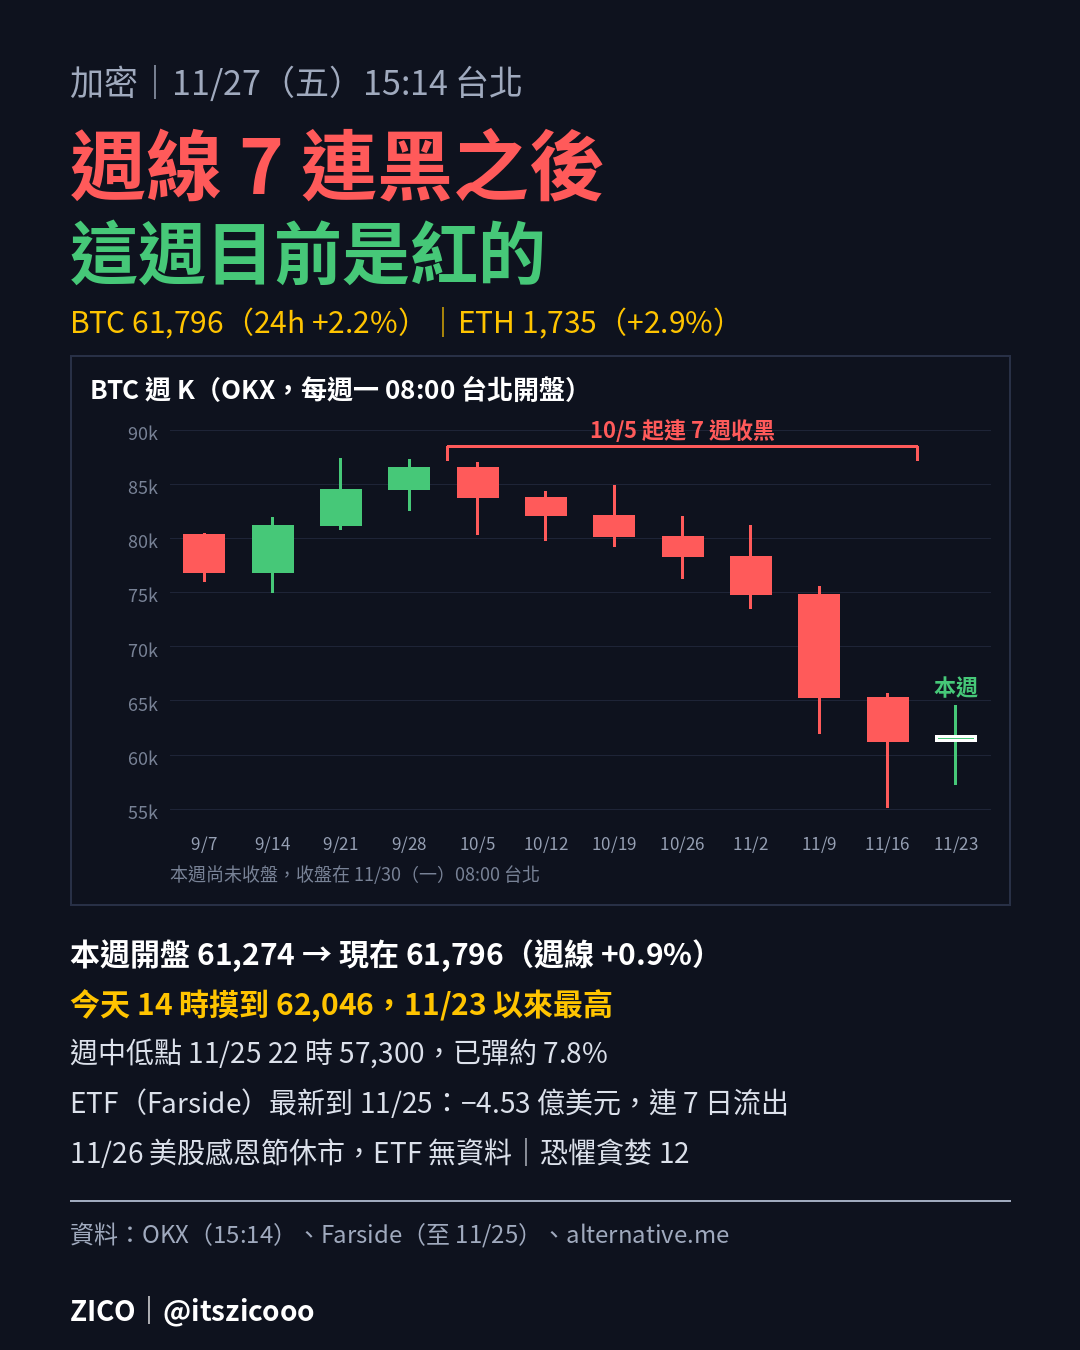 加密｜11/27（五）15:14 台北
週線 7 連黑之後
這週目前是紅的
BTC 61,796（24h +2.2%）｜ETH 1,735（+2.9%）
BTC 週 K（OKX，每週一 08:00 台北開盤）
10/5 起連 7 週收黑
90k
85k
80k
75k
70k
65k
60k
55k
本週
9/7 9/14 9/21 9/28 10/5 10/12 10/19 10/26 11/2 11/9 11/16 11/23
本週尚未收盤，收盤在 11/30（一）08:00 台北
本週開盤 61,274 → 現在 61,796（週線 +0.9%）
今天 14 時摸到 62,046，11/23 以來最高
週中低點 11/25 22 時 57,300，已彈約 7.8%
ETF（Farside）最新到 11/25：−4.53 億美元，連 7 日流出
11/26 美股感恩節休市，ETF 無資料｜恐懼貪婪 12
資料：OKX（15:14）、Farside（至 11/25）、alternative.me
ZICO｜@itszicooo